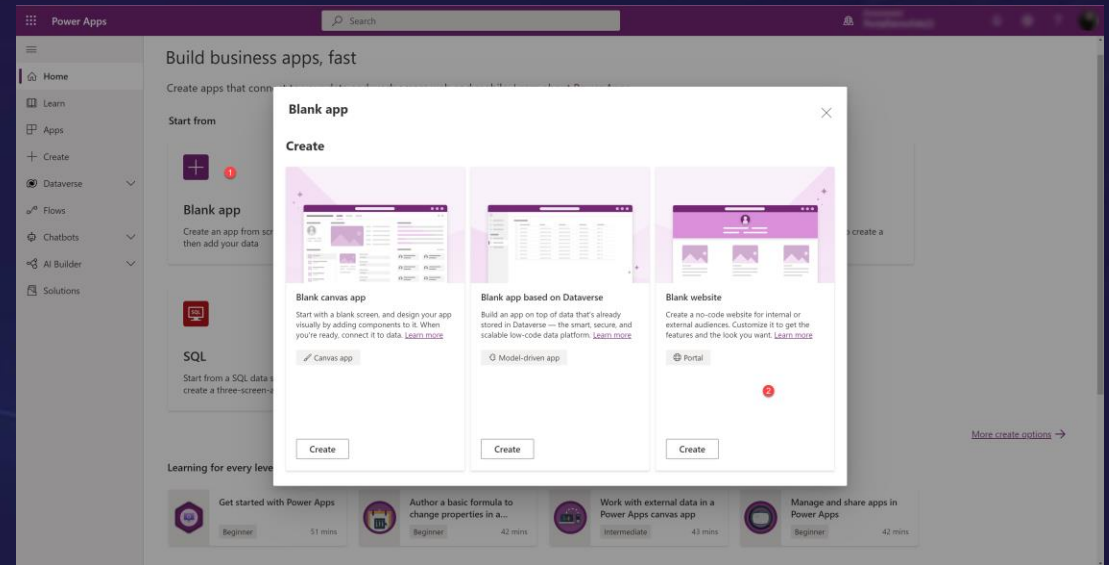 Power Apps
Search
Home
Learn
Apps
Create
Dataverse
Flows
Chatbots
AI Builder
Solutions
Build business apps, fast
Create apps that conn
Start from
1
Blank app
Create an app from scr
then add your data
o create a
SQL
SQL
Start from a SQL data s
create a three-screen-a
Blank app
Create
Blank canvas app
Start with a blank screen, and design your app
visually by adding components to it. When
you're ready, connect it to data. Learn more
Canvas app
Create
Blank app based on Dataverse
Build an app on top of data that's already
stored in Dataverse — the smart, secure, and
scalable low-code data platform. Learn more
Model-driven app
Create
Blank website
Create a no-code website for internal or
external audiences. Customize it to get the
features and the look you want. Learn more
Portal
2
Create
More create options
Learning for every leve
Get started with Power Apps
Beginner 51 mins
Author a basic formula to
change properties in a...
Beginner 42 mins
Work with external data in a
Power Apps canvas app
Intermediate 43 mins
Manage and share apps in
Power Apps
Beginner 42 mins